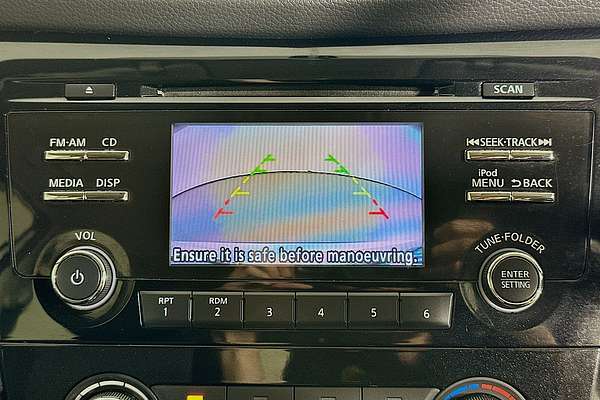 SCAN
FM·AM CD
SEEK·TRACK
MEDIA DISP
iPod
MENU BACK
VOL
TUNE·FOLDER
Ensure it is safe before manoeuvring.
ENTER
SETTING
RPT RDM
1 2 3 4 5 6